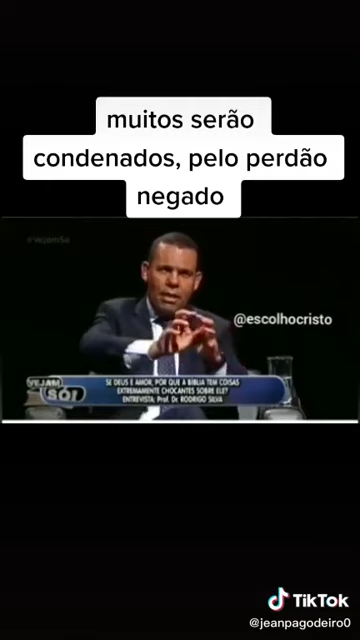 muitos serão
condenados, pelo perdão
negado
#VejamSo
@escolhocristo
VEJAM
SÓ!
SE DEUS É AMOR, POR QUE A BÍBLIA TEM COISAS
EXTREMAMENTE CHOCANTES SOBRE ELE?
ENTREVISTA: Prof. Dr. RODRIGO SILVA
TikTok
@jeanpagodeiro0